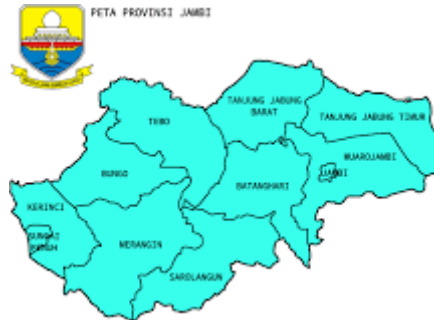 PETA PROVINSI JAMBI
TANJUNG JABUNG
BARAT
TANJUNG JABUNG TIMUR
TEBO
MUAROJAMBI
JAMBI
BUNGO
BATANGHARI
KERINCI
SUNGAI
PENUH
MERANGIN
SAROLANGUN